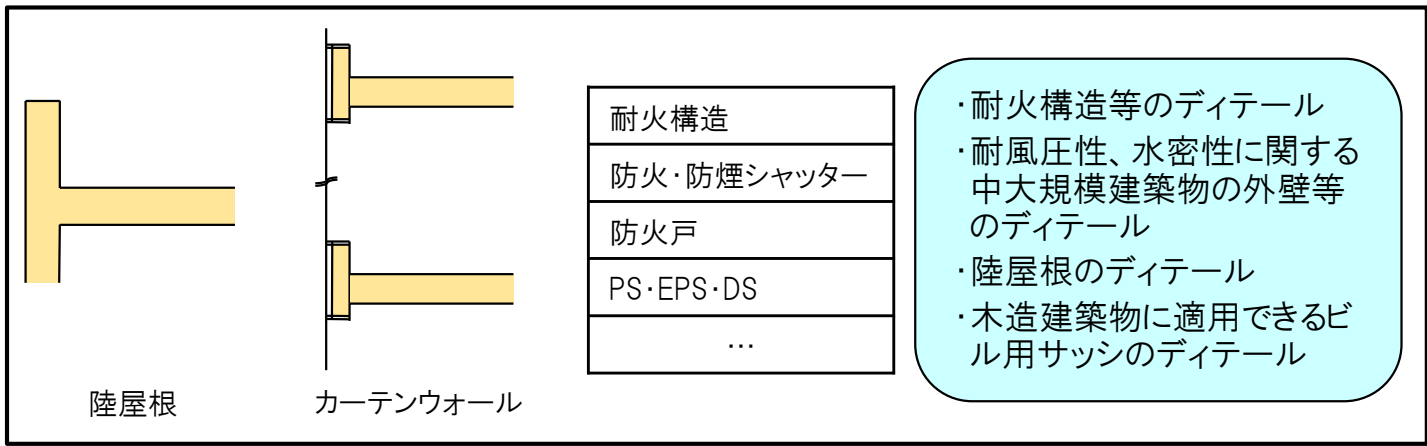 陸屋根
カーテンウォール
耐火構造
防火・防煙シャッター
防火戸
PS・EPS・DS
…
・耐火構造等のディテール
・耐風圧性、水密性に関する
中大規模建築物の外壁等
のディテール
・陸屋根のディテール
・木造建築物に適用できるビ
ル用サッシのディテール